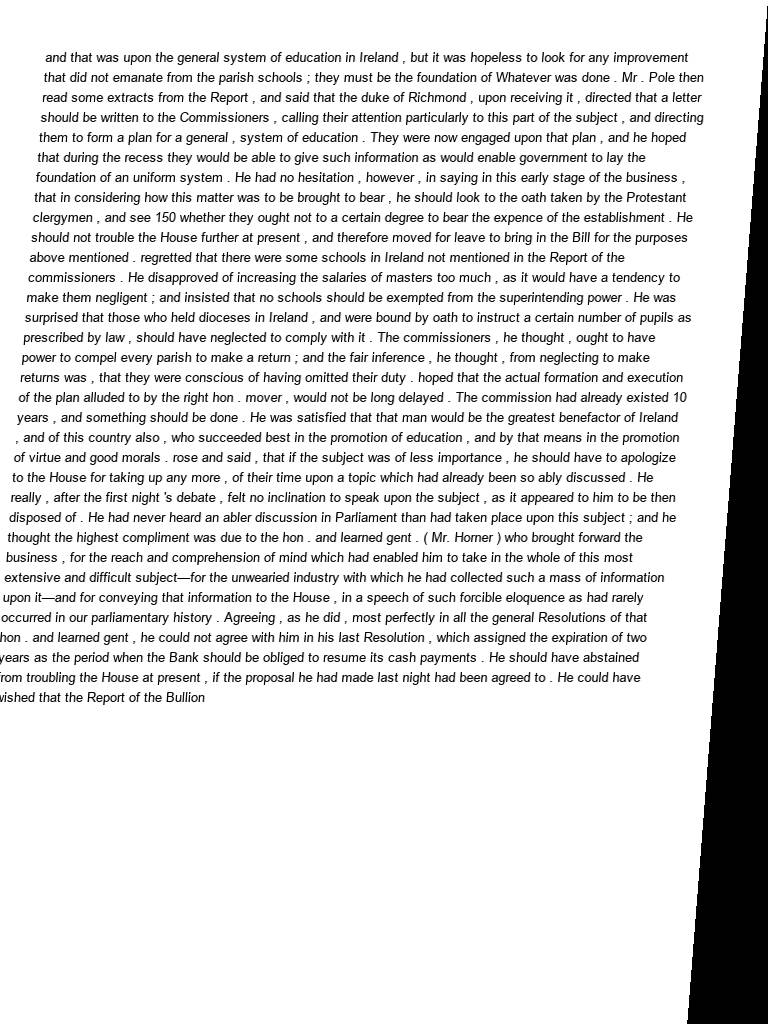 and that was upon the general system of education in Ireland , but it was hopeless to look for any improvement
that did not emanate from the parish schools ; they must be the foundation of Whatever was done . Mr . Pole then
read some extracts from the Report , and said that the duke of Richmond , upon receiving it , directed that a letter
should be written to the Commissioners , calling their attention particularly to this part of the subject , and directing
them to form a plan for a general , system of education . They were now engaged upon that plan , and he hoped
that during the recess they would be able to give such information as would enable government to lay the
foundation of an uniform system . He had no hesitation , however , in saying in this early stage of the business ,
that in considering how this matter was to be brought to bear , he should look to the oath taken by the Protestant
clergymen , and see 150 whether they ought not to a certain degree to bear the expence of the establishment . He
should not trouble the House further at present , and therefore moved for leave to bring in the Bill for the purposes
above mentioned . regretted that there were some schools in Ireland not mentioned in the Report of the
commissioners . He disapproved of increasing the salaries of masters too much , as it would have a tendency to
make them negligent ; and insisted that no schools should be exempted from the superintending power . He was
surprised that those who held dioceses in Ireland , and were bound by oath to instruct a certain number of pupils as
prescribed by law , should have neglected to comply with it . The commissioners , he thought , ought to have
power to compel every parish to make a return ; and the fair inference , he thought , from neglecting to make
returns was , that they were conscious of having omitted their duty . hoped that the actual formation and execution
of the plan alluded to by the right hon . mover , would not be long delayed . The commission had already existed 10
years , and something should be done . He was satisfied that that man would be the greatest benefactor of Ireland
, and of this country also , who succeeded best in the promotion of education , and by that means in the promotion
of virtue and good morals . rose and said , that if the subject was of less importance , he should have to apologize
to the House for taking up any more , of their time upon a topic which had already been so ably discussed . He
really , after the first night 's debate , felt no inclination to speak upon the subject , as it appeared to him to be then
disposed of . He had never heard an abler discussion in Parliament than had taken place upon this subject ; and he
thought the highest compliment was due to the hon . and learned gent . ( Mr. Horner ) who brought forward the
business , for the reach and comprehension of mind which had enabled him to take in the whole of this most
extensive and difficult subject—for the unwearied industry with which he had collected such a mass of information
upon it—and for conveying that information to the House , in a speech of such forcible eloquence as had rarely
occurred in our parliamentary history . Agreeing , as he did , most perfectly in all the general Resolutions of that
hon . and learned gent , he could not agree with him in his last Resolution , which assigned the expiration of two
years as the period when the Bank should be obliged to resume its cash payments . He should have abstained
from troubling the House at present , if the proposal he had made last night had been agreed to . He could have
wished that the Report of the Bullion